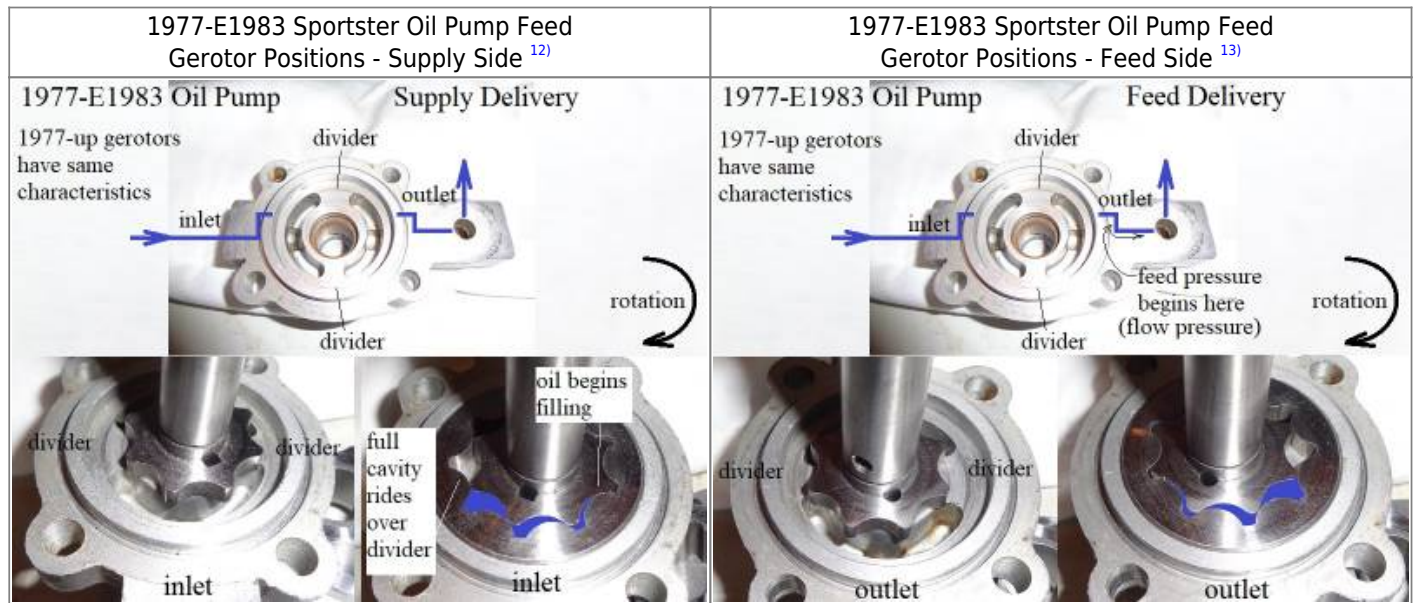 1977-E1983 Sportster Oil Pump Feed
Gerotor Positions - Supply Side 12)
1977-E1983 Oil Pump
Supply Delivery
1977-up gerotors
have same
characteristics
divider
outlet
inlet
rotation
divider
divider
divider
inlet
oil begins
filling
full
cavity
rides
over
divider
inlet
1977-E1983 Sportster Oil Pump Feed
Gerotor Positions - Feed Side 13)
1977-E1983 Oil Pump
Feed Delivery
1977-up gerotors
have same
characteristics
divider
outlet
inlet
feed pressure
begins here
(flow pressure)
rotation
divider
divider
divider
outlet
outlet